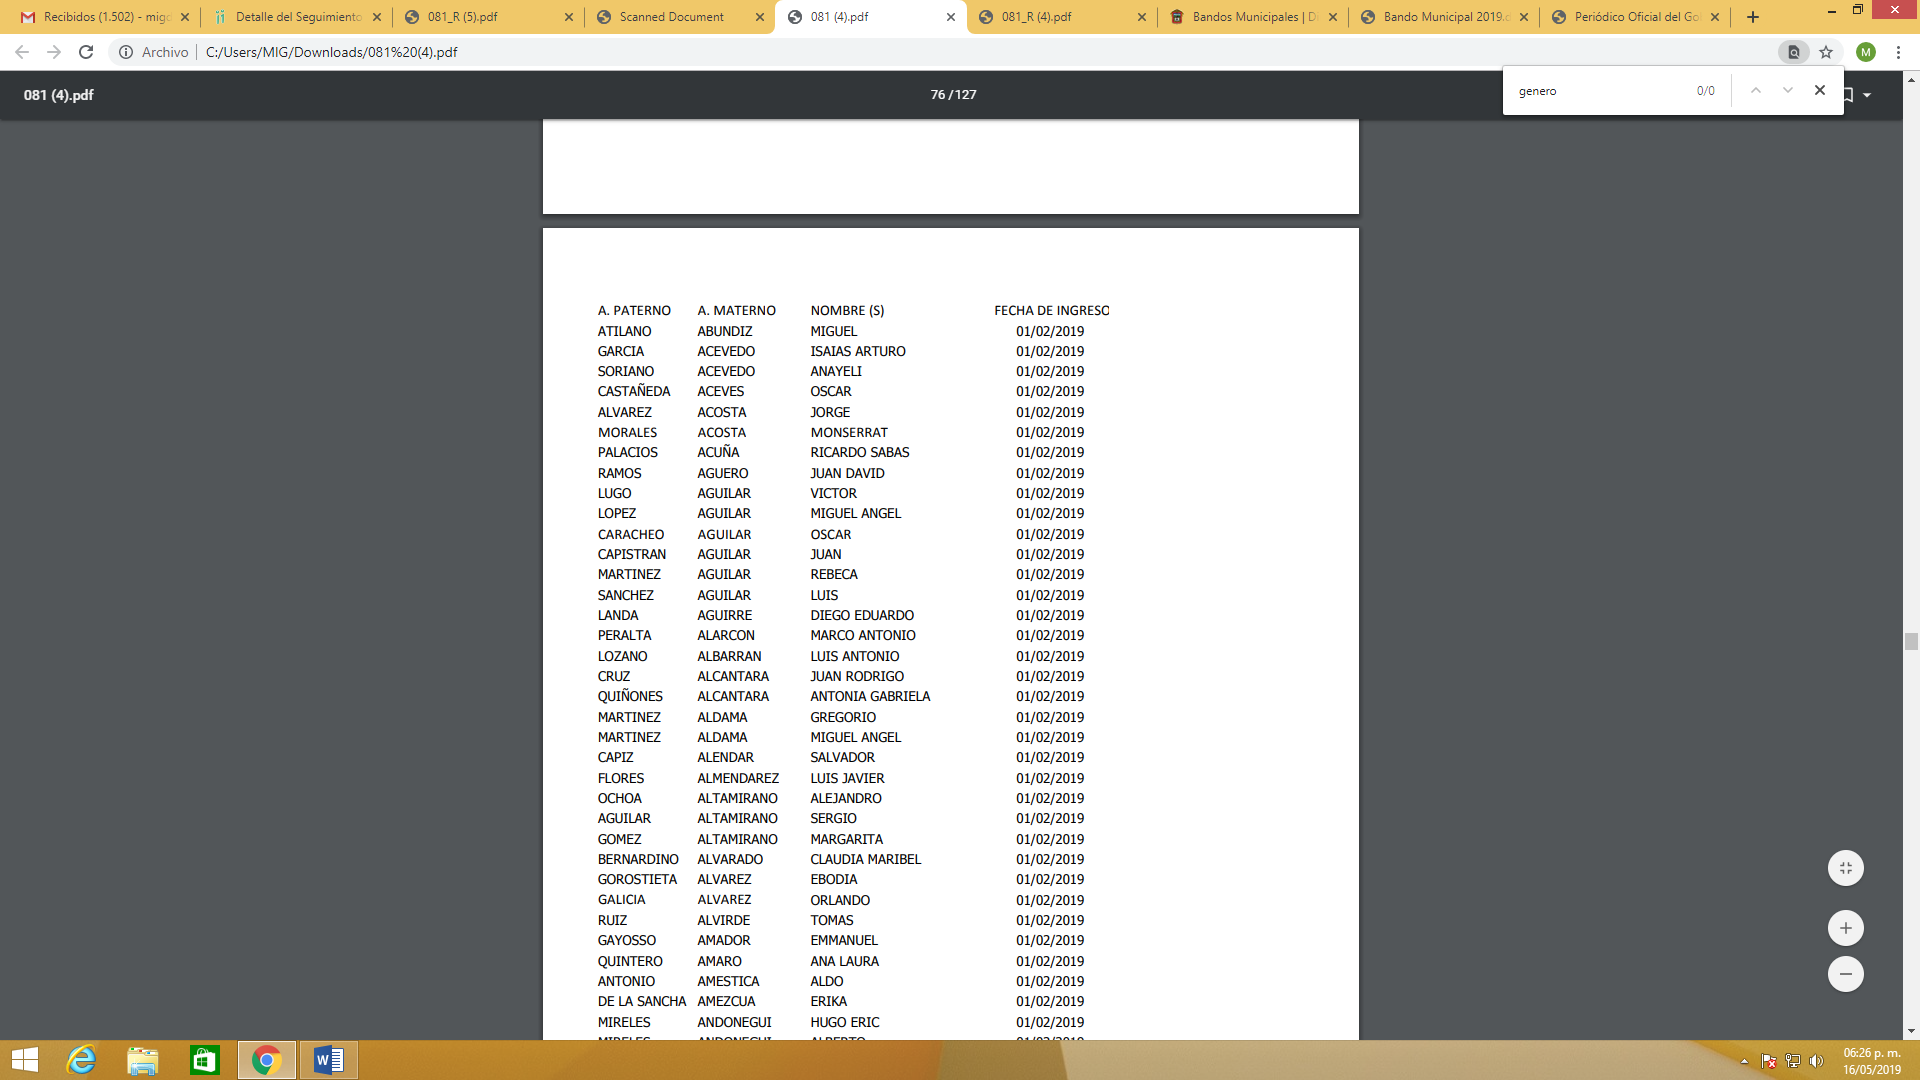 Recibidos (1.502) - migd
Detalle del Seguimiento
081_R (5).pdf
Scanned Document
081 (4).pdf
081_R (4).pdf
Bandos Municipales | D
Bando Municipal 2019.
Periódico Oficial del Go
Archivo C:/Users/MIG/Downloads/081%20(4).pdf
M
081 (4).pdf
76 / 127
genero 0/0
A. PATERNO A. MATERNO NOMBRE (S) FECHA DE INGRESO
ATILANO ABUNDIZ MIGUEL 01/02/2019
GARCIA ACEVEDO ISAIAS ARTURO 01/02/2019
SORIANO ACEVEDO ANAYELI 01/02/2019
CASTAÑEDA ACEVES OSCAR 01/02/2019
ALVAREZ ACOSTA JORGE 01/02/2019
MORALES ACOSTA MONSERRAT 01/02/2019
PALACIOS ACUÑA RICARDO SABAS 01/02/2019
RAMOS AGUERO JUAN DAVID 01/02/2019
LUGO AGUILAR VICTOR 01/02/2019
LOPEZ AGUILAR MIGUEL ANGEL 01/02/2019
CARACHEO AGUILAR OSCAR 01/02/2019
CAPISTRAN AGUILAR JUAN 01/02/2019
MARTINEZ AGUILAR REBECA 01/02/2019
SANCHEZ AGUILAR LUIS 01/02/2019
LANDA AGUIRRE DIEGO EDUARDO 01/02/2019
PERALTA ALARCON MARCO ANTONIO 01/02/2019
LOZANO ALBARRAN LUIS ANTONIO 01/02/2019
CRUZ ALCANTARA JUAN RODRIGO 01/02/2019
QUIÑONES ALCANTARA ANTONIA GABRIELA 01/02/2019
MARTINEZ ALDAMA GREGORIO 01/02/2019
MARTINEZ ALDAMA MIGUEL ANGEL 01/02/2019
CAPIZ ALENDAR SALVADOR 01/02/2019
FLORES ALMENDAREZ LUIS JAVIER 01/02/2019
OCHOA ALTAMIRANO ALEJANDRO 01/02/2019
AGUILAR ALTAMIRANO SERGIO 01/02/2019
GOMEZ ALTAMIRANO MARGARITA 01/02/2019
BERNARDINO ALVARADO CLAUDIA MARIBEL 01/02/2019
GOROSTIETA ALVAREZ EBODIA 01/02/2019
GALICIA ALVAREZ ORLANDO 01/02/2019
RUIZ ALVIRDE TOMAS 01/02/2019
GAYOSSO AMADOR EMMANUEL 01/02/2019
QUINTERO AMARO ANA LAURA 01/02/2019
ANTONIO AMESTICA ALDO 01/02/2019
DE LA SANCHA AMEZCUA ERIKA 01/02/2019
MIRELES ANDONEGUI HUGO ERIC 01/02/2019
MIRELES ANDONEGUI ALBERTO 01/02/2019
06:26 p. m.
16/05/2019